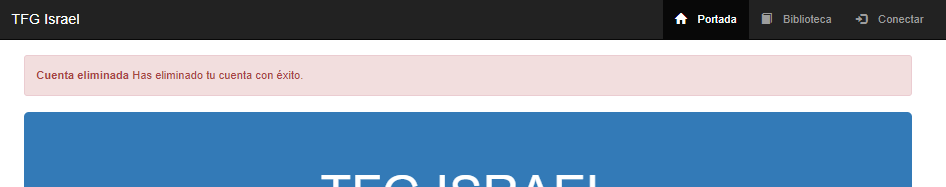 TFG Israel
Portada
Biblioteca
Conectar
Cuenta eliminada Has eliminado tu cuenta con éxito.
TFG ISRAEL